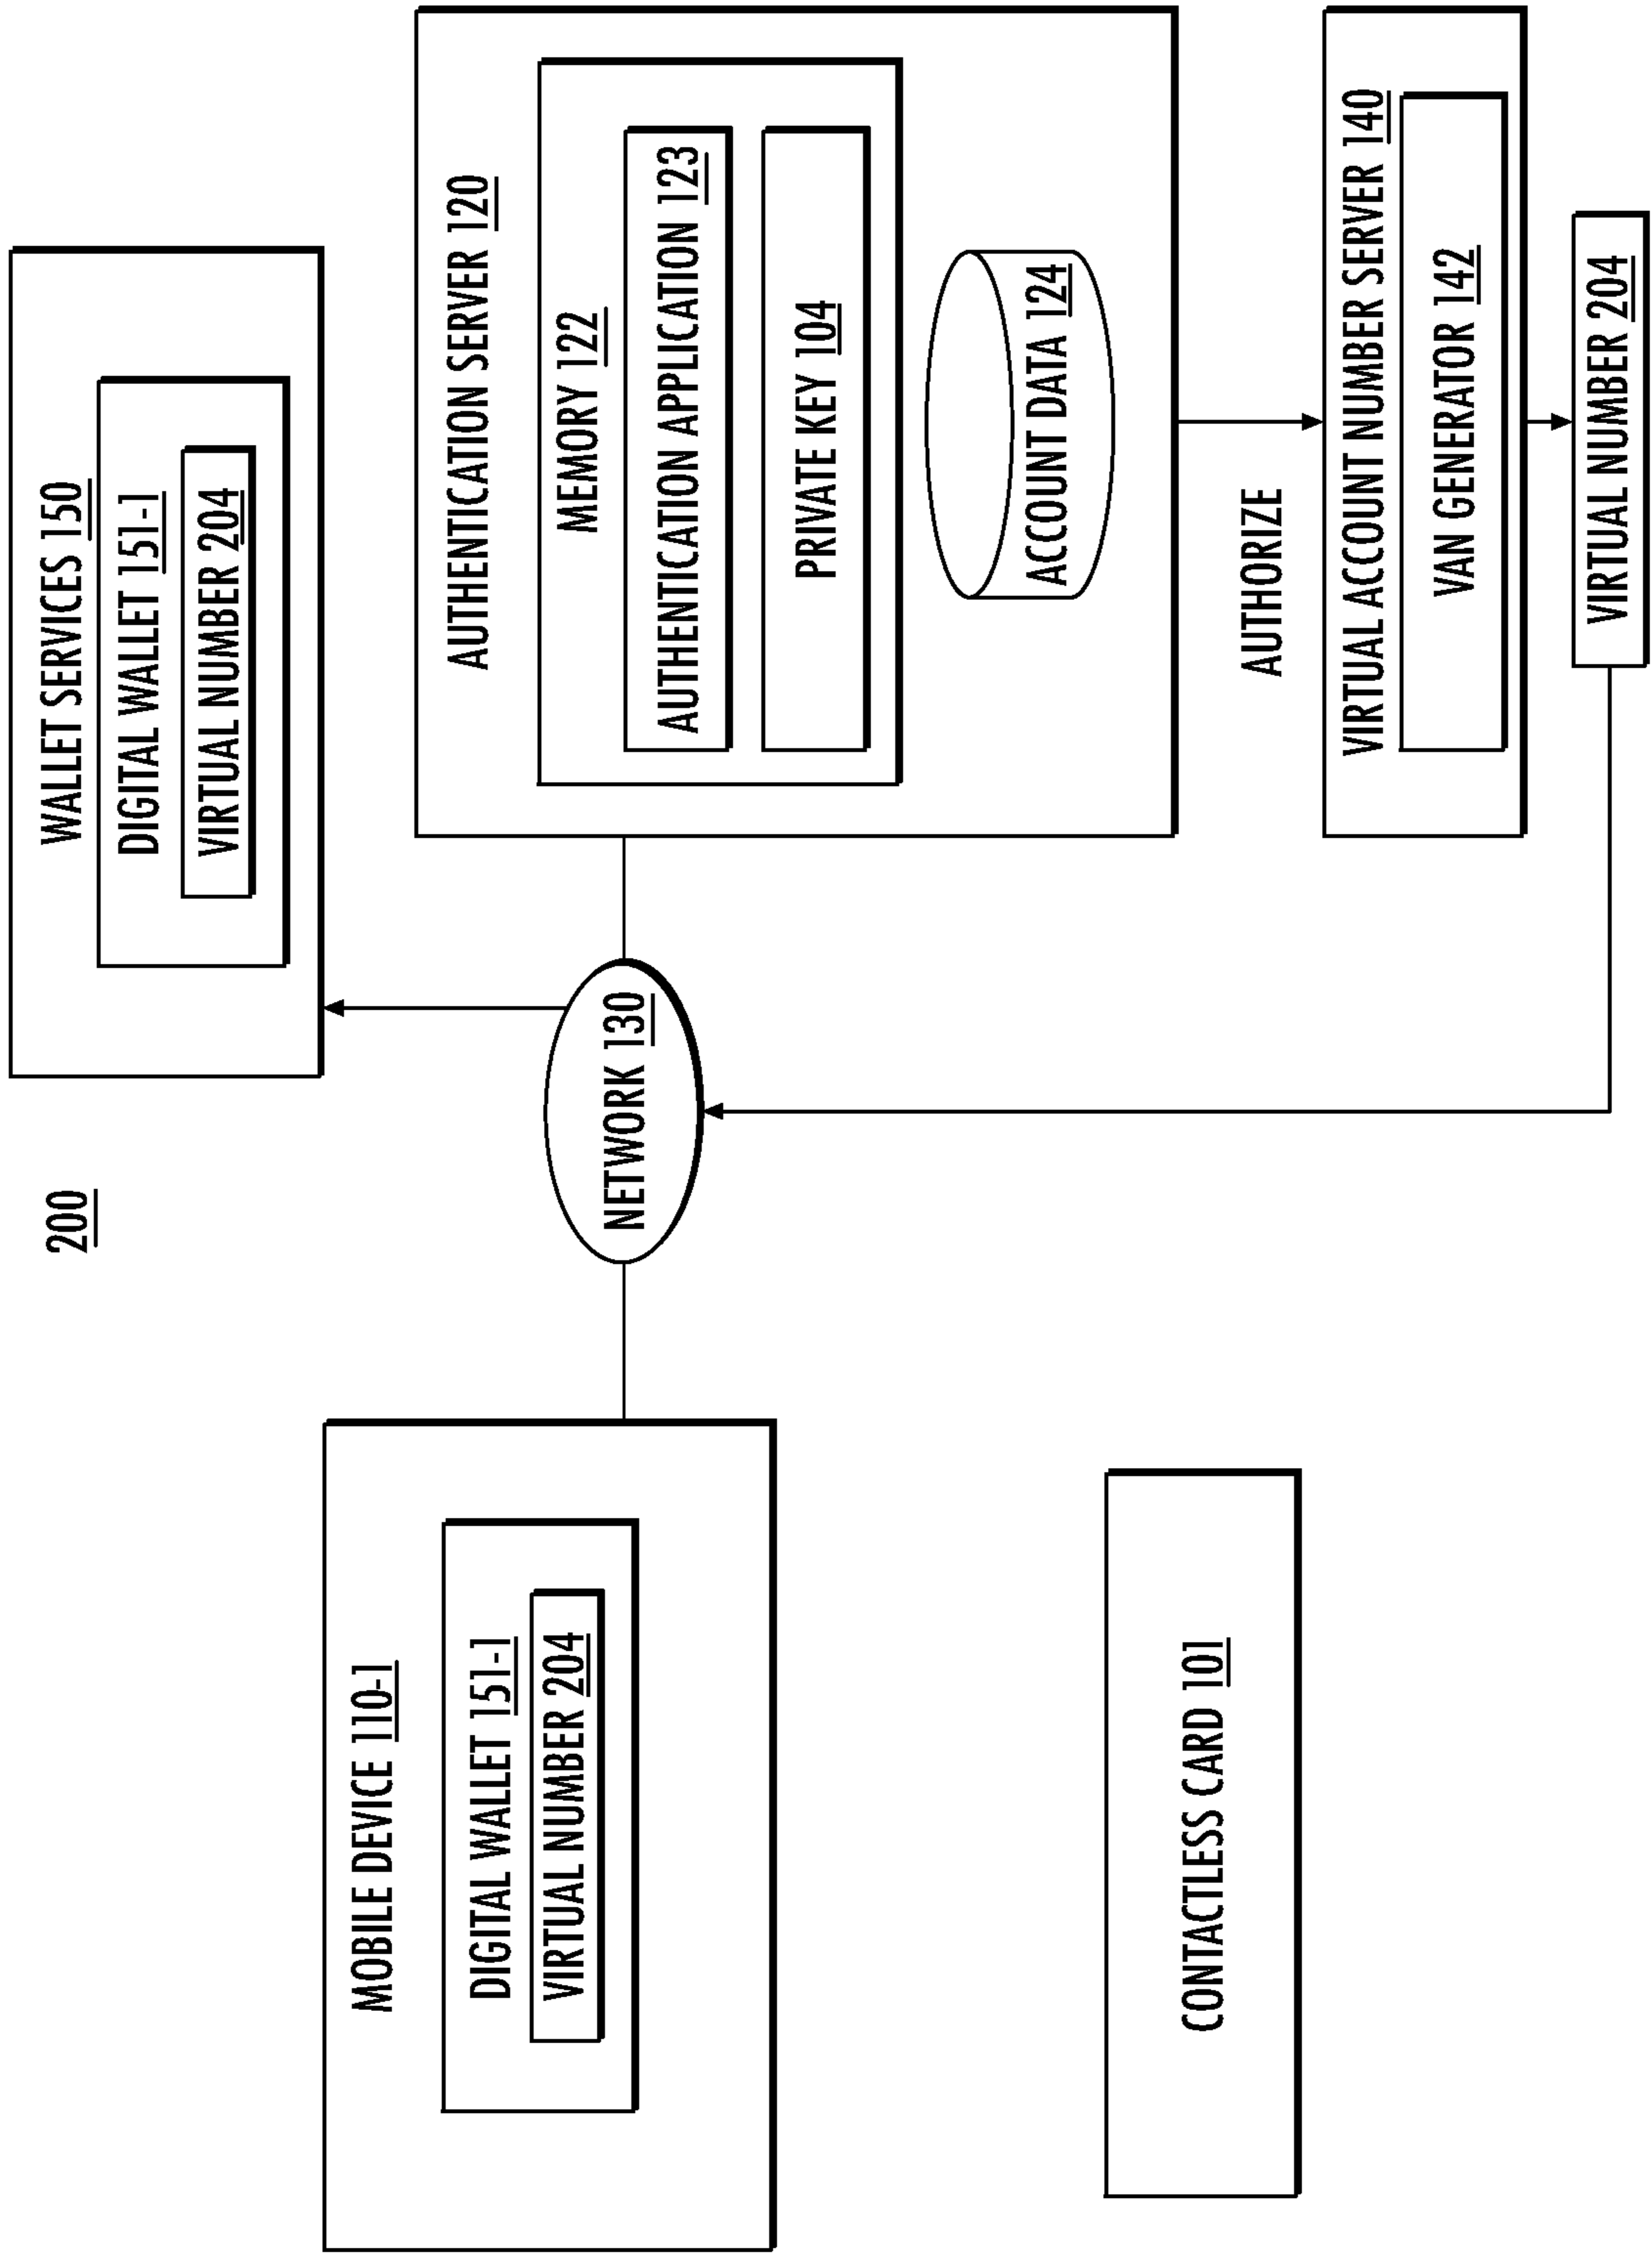 200
MOBILE DEVICE 110-1
DIGITAL WALLET 151-1
VIRTUAL NUMBER 204
CONTACTLESS CARD 101
NETWORK 130
WALLET SERVICES 150
DIGITAL WALLET 151-1
VIRTUAL NUMBER 204
AUTHENTICATION SERVER 120
MEMORY 122
AUTHENTICATION APPLICATION 123
PRIVATE KEY 104
ACCOUNT DATA 124
AUTHORIZE
VIRTUAL ACCOUNT NUMBER SERVER 140
VAN GENERATOR 142
VIRTUAL NUMBER 204